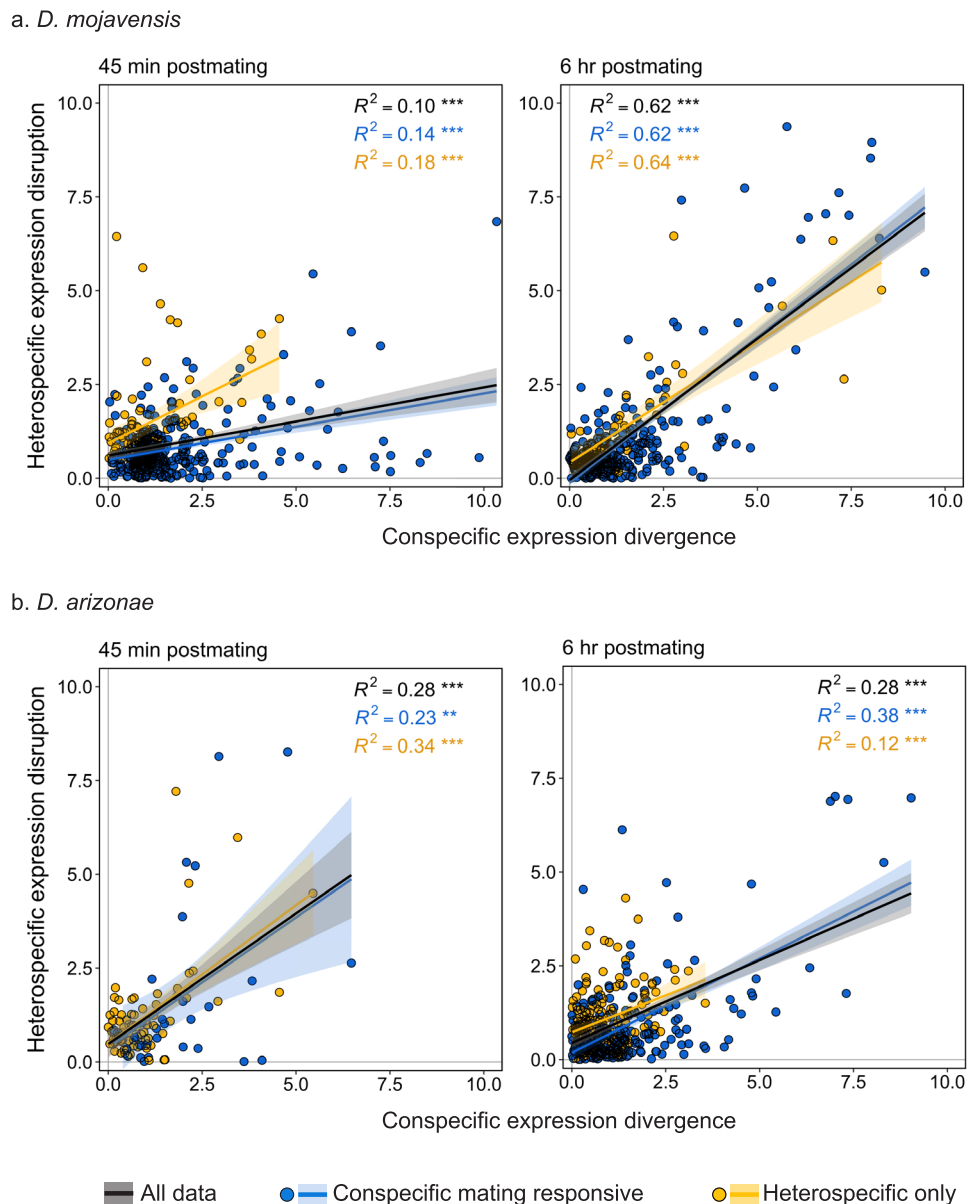 a. D. mojavensis
45 min postmating
6 hr postmating
Heterospecific expression disruption
10.0
7.5
5.0
2.5
0.0
R² = 0.10 ***
R² = 0.14 ***
R² = 0.18 ***
0.0 2.5 5.0 7.5 10.0
10.0
7.5
5.0
2.5
0.0
R² = 0.62 ***
R² = 0.62 ***
R² = 0.64 ***
0.0 2.5 5.0 7.5 10.0
Conspecific expression divergence
b. D. arizonae
45 min postmating
6 hr postmating
Heterospecific expression disruption
10.0
7.5
5.0
2.5
0.0
R² = 0.28 ***
R² = 0.23 **
R² = 0.34 ***
0.0 2.5 5.0 7.5 10.0
10.0
7.5
5.0
2.5
0.0
R² = 0.28 ***
R² = 0.38 ***
R² = 0.12 ***
0.0 2.5 5.0 7.5 10.0
Conspecific expression divergence
All data
Conspecific mating responsive
Heterospecific only